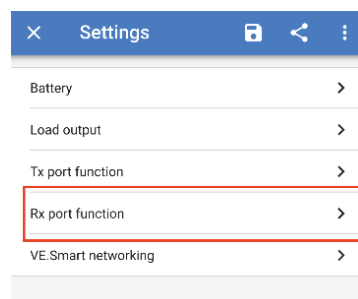 Settings
Battery
Load output
Tx port function
Rx port function
VE.Smart networking